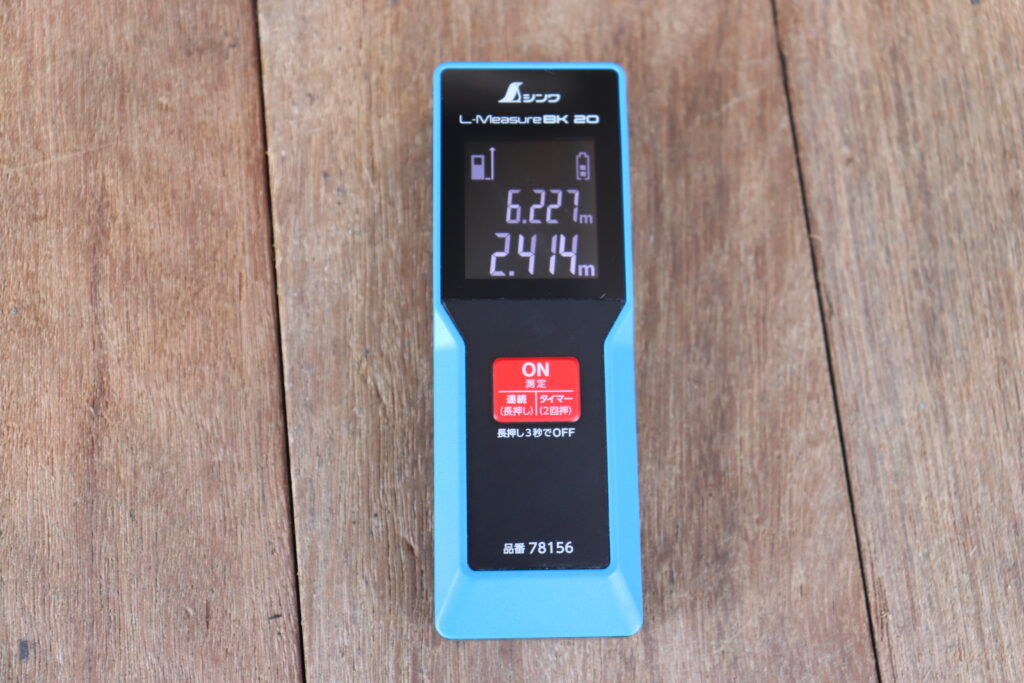 シンワ
L-Measure BK 20
6.227m
2.414m
ON
測定
連続 タイマー
(長押し) (2回押)
長押し3秒でOFF
品番 78156